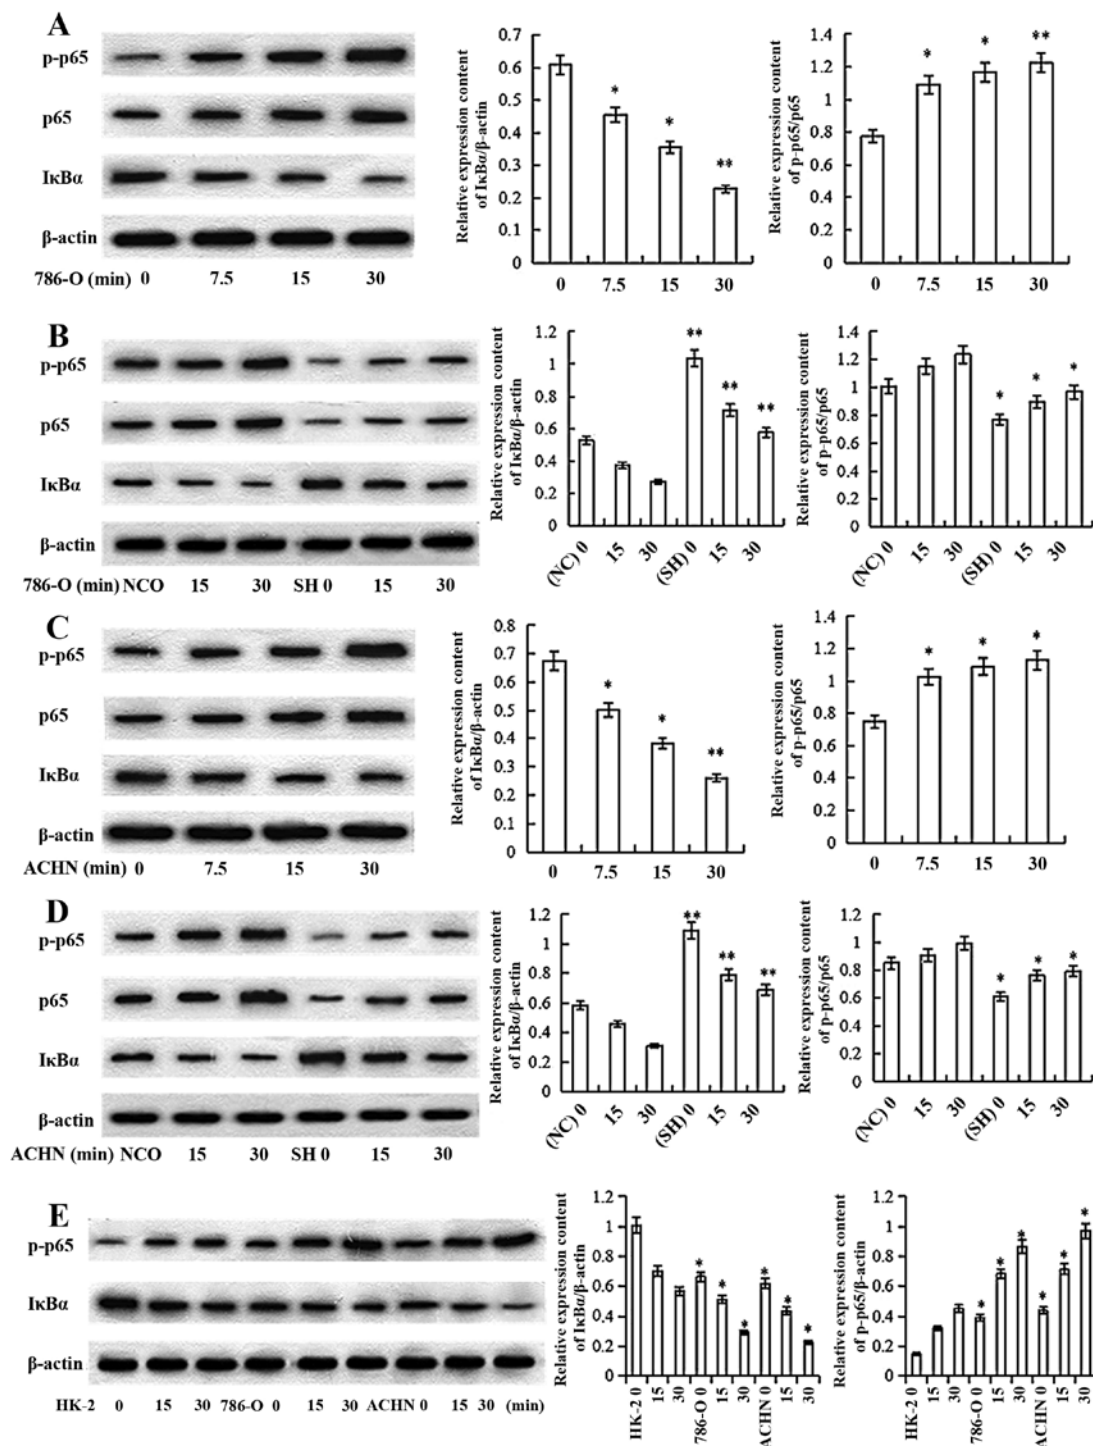 A
p-p65
p65
IκBα
β-actin
786-O (min) 0 7.5 15 30
Relative expression content
of IκBα/β-actin
0.7
0.6
0.5
0.4
0.3
0.2
0.1
0
* * **
0 7.5 15 30
Relative expression content
of p-p65/p65
1.4
1.2
1
0.8
0.6
0.4
0.2
0
* * **
0 7.5 15 30
B
p-p65
p65
IκBα
β-actin
786-O (min) NCO 15 30 SH 0 15 30
Relative expression content
of IκBα/β-actin
1.2
1
0.8
0.6
0.4
0.2
0
** ** **
(NC) 0 15 30 (SH) 0 15 30
Relative expression content
of p-p65/p65
1.4
1.2
1
0.8
0.6
0.4
0.2
0
* * *
(NC) 0 15 30 (SH) 0 15 30
C
p-p65
p65
IκBα
β-actin
ACHN (min) 0 7.5 15 30
Relative expression content
of IκBα/β-actin
0.8
0.7
0.6
0.5
0.4
0.3
0.2
0.1
0
* * **
0 7.5 15 30
Relative expression content
of p-p65/p65
1.4
1.2
1
0.8
0.6
0.4
0.2
0
* * *
0 7.5 15 30
D
p-p65
p65
IκBα
β-actin
ACHN (min) NCO 15 30 SH 0 15 30
Relative expression content
of IκBα/β-actin
1.2
1
0.8
0.6
0.4
0.2
0
** ** **
(NC) 0 15 30 (SH) 0 15 30
Relative expression content
of p-p65/p65
1.2
1
0.8
0.6
0.4
0.2
0
* * *
(NC) 0 15 30 (SH) 0 15 30
E
p-p65
IκBα
β-actin
HK-2 0 15 30 786-O 0 15 30 ACHN 0 15 30 (min)
Relative expression content
of IκBα/β-actin
1.2
1
0.8
0.6
0.4
0.2
0
* * * * * *
HK-2 0 15 30 786-O 0 15 30 ACHN 0 15 30
Relative expression content
of p-p65/β-actin
1.2
1
0.8
0.6
0.4
0.2
0
* * * * * *
HK-2 0 15 30 786-O 0 15 30 ACHN 0 15 30